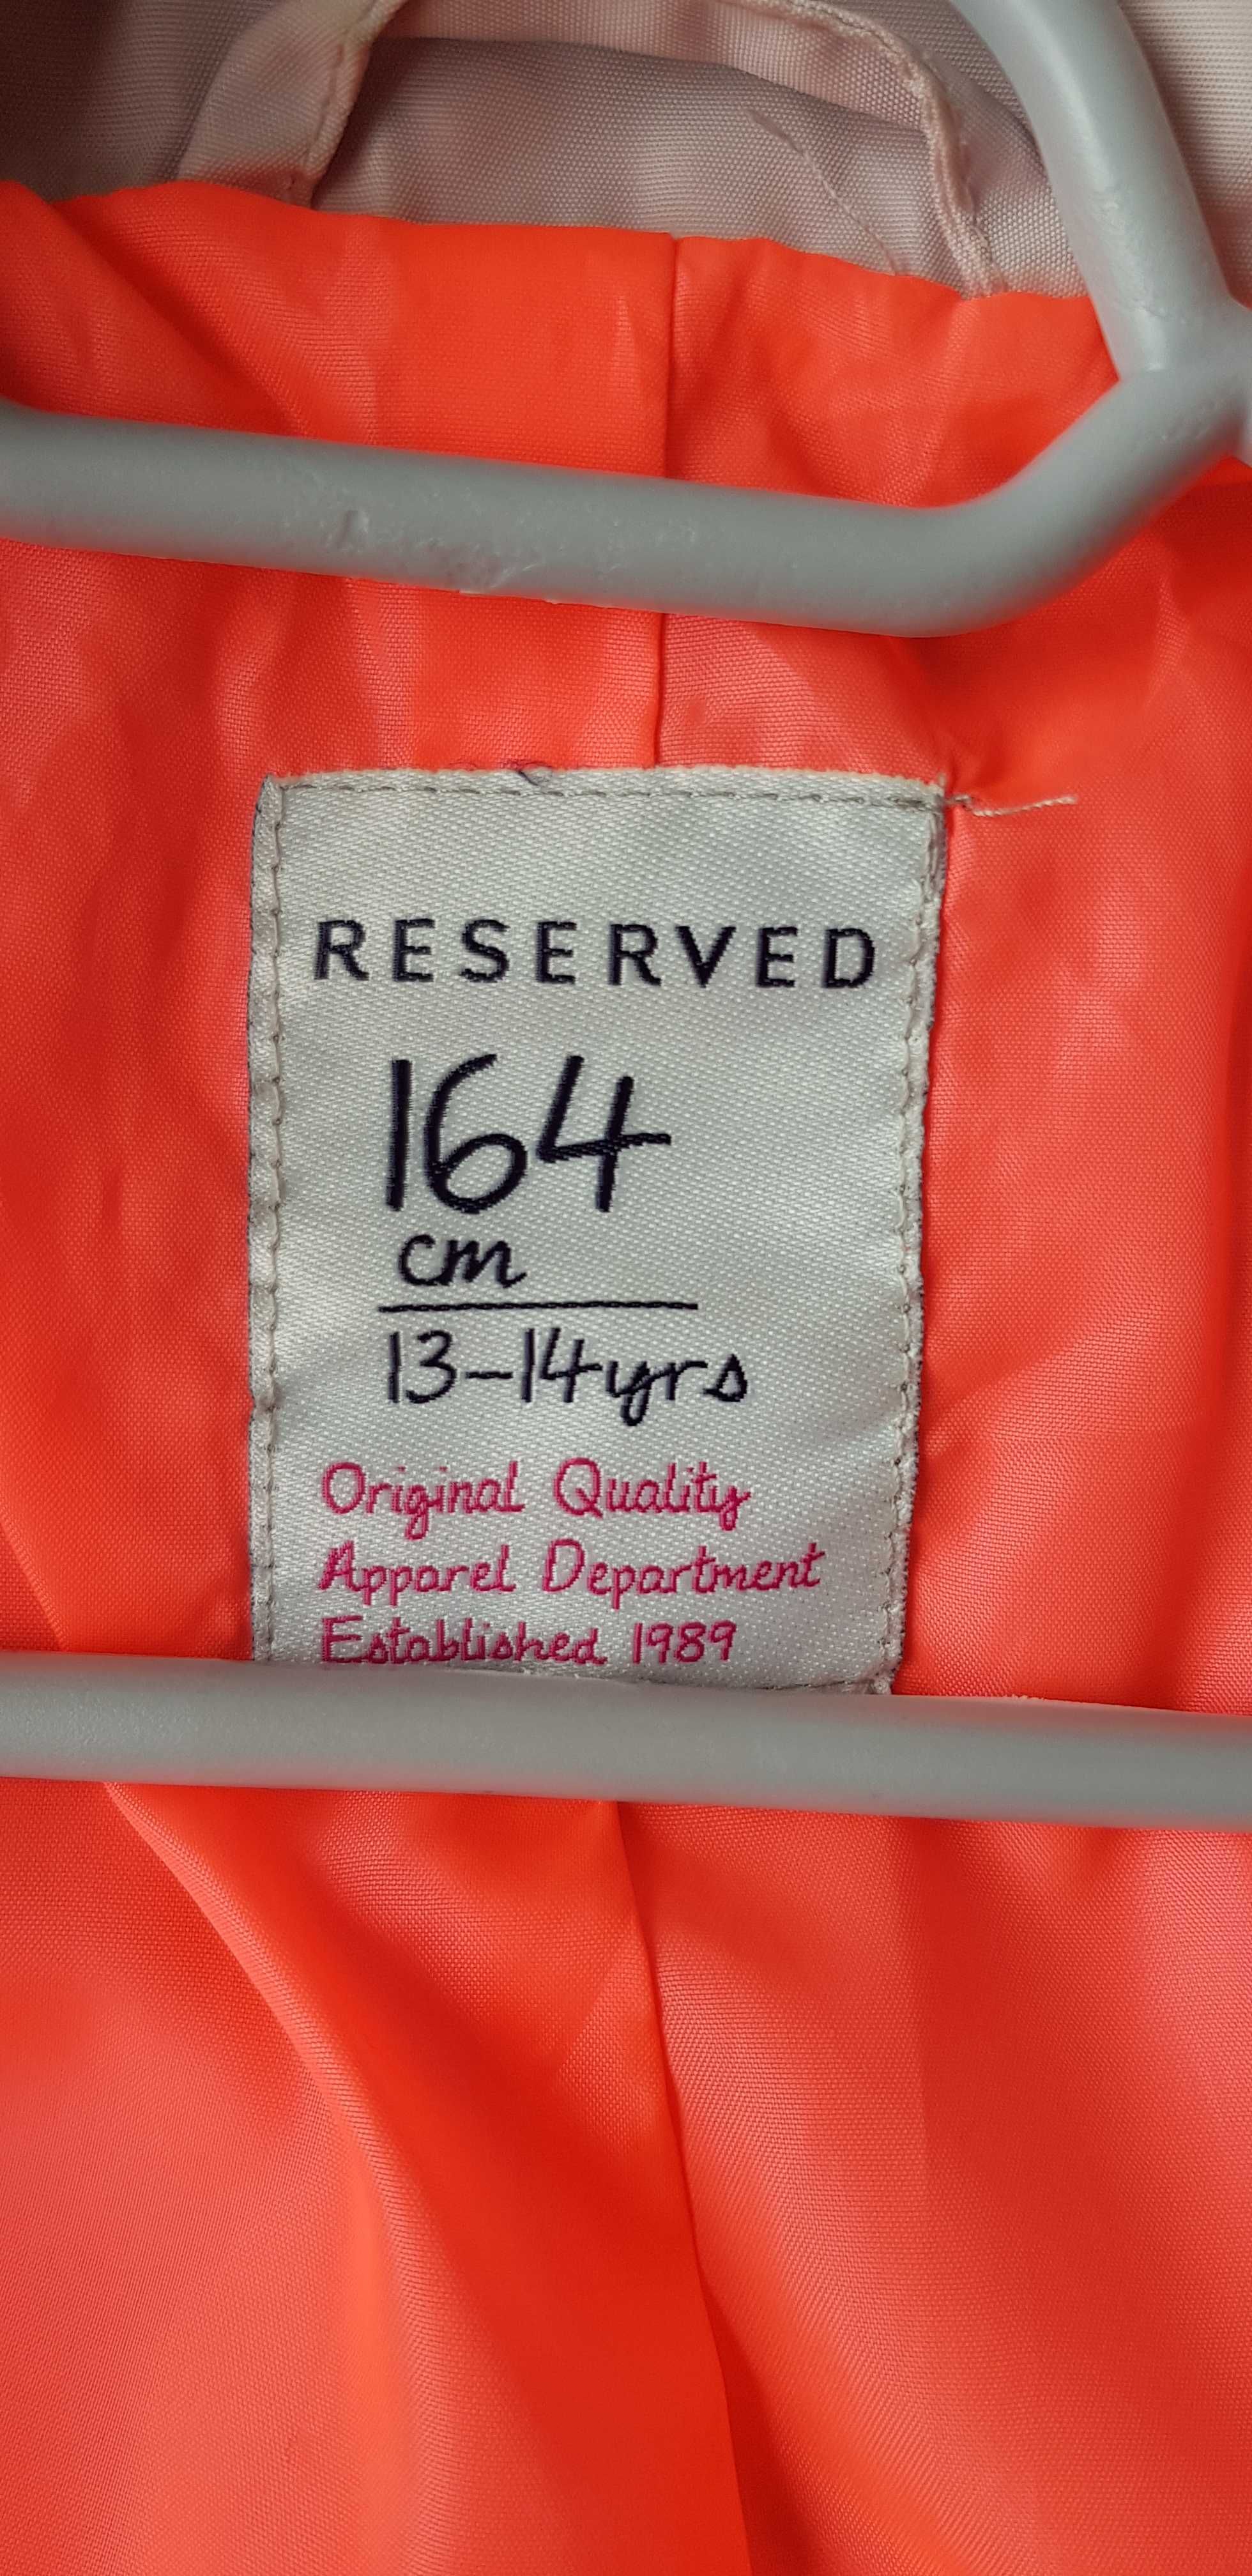 RESERVED
164
cm
13-14yrs
Original Quality
Apparel Department
Established 1989